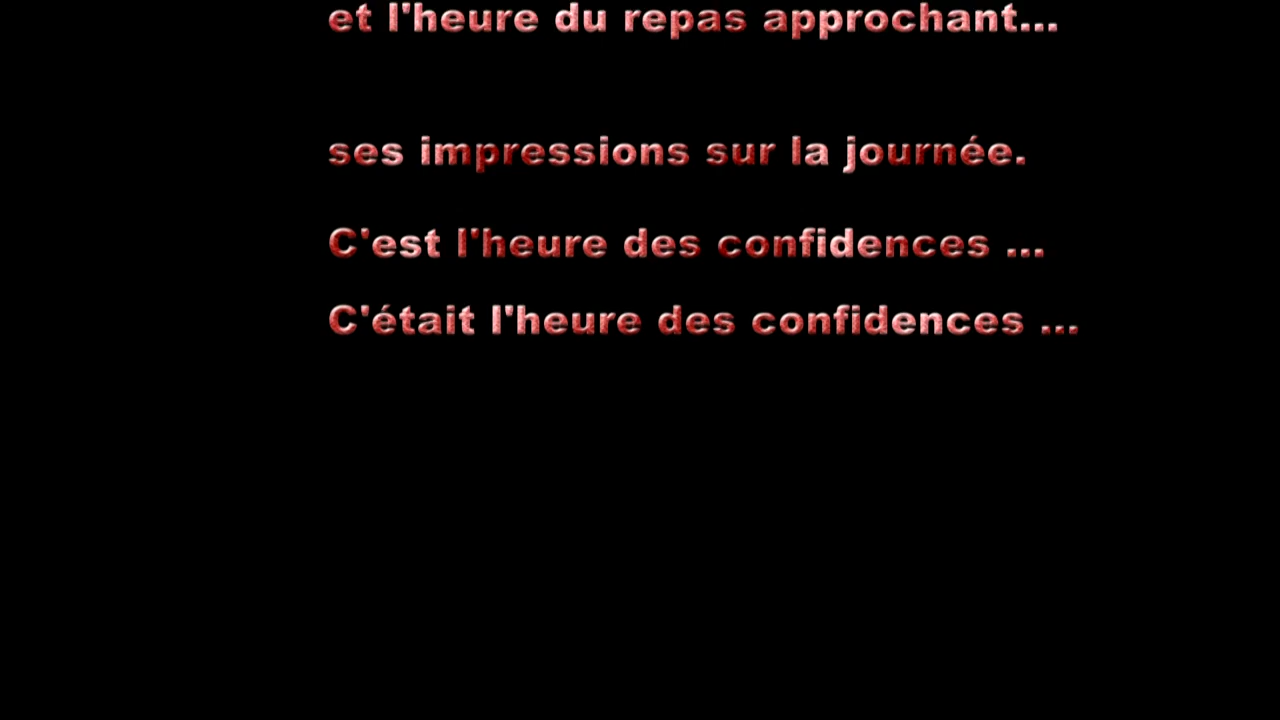 et l'heure du repas approchant...
ses impressions sur la journée.
C'est l'heure des confidences ...
C'était l'heure des confidences ...